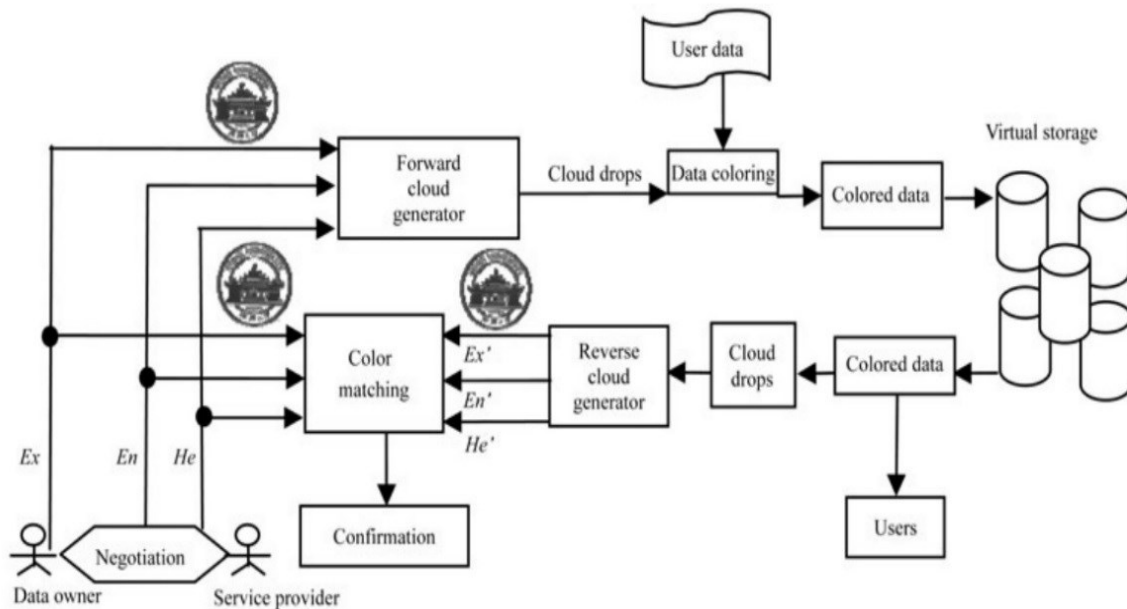 User data
Virtual storage
Forward
cloud
generator
Cloud drops
Data coloring
Colored data
Color
matching
Ex'
En'
He'
Reverse
cloud
generator
Cloud
drops
Colored data
Ex
En
He
Confirmation
Users
Negotiation
Data owner
Service provider